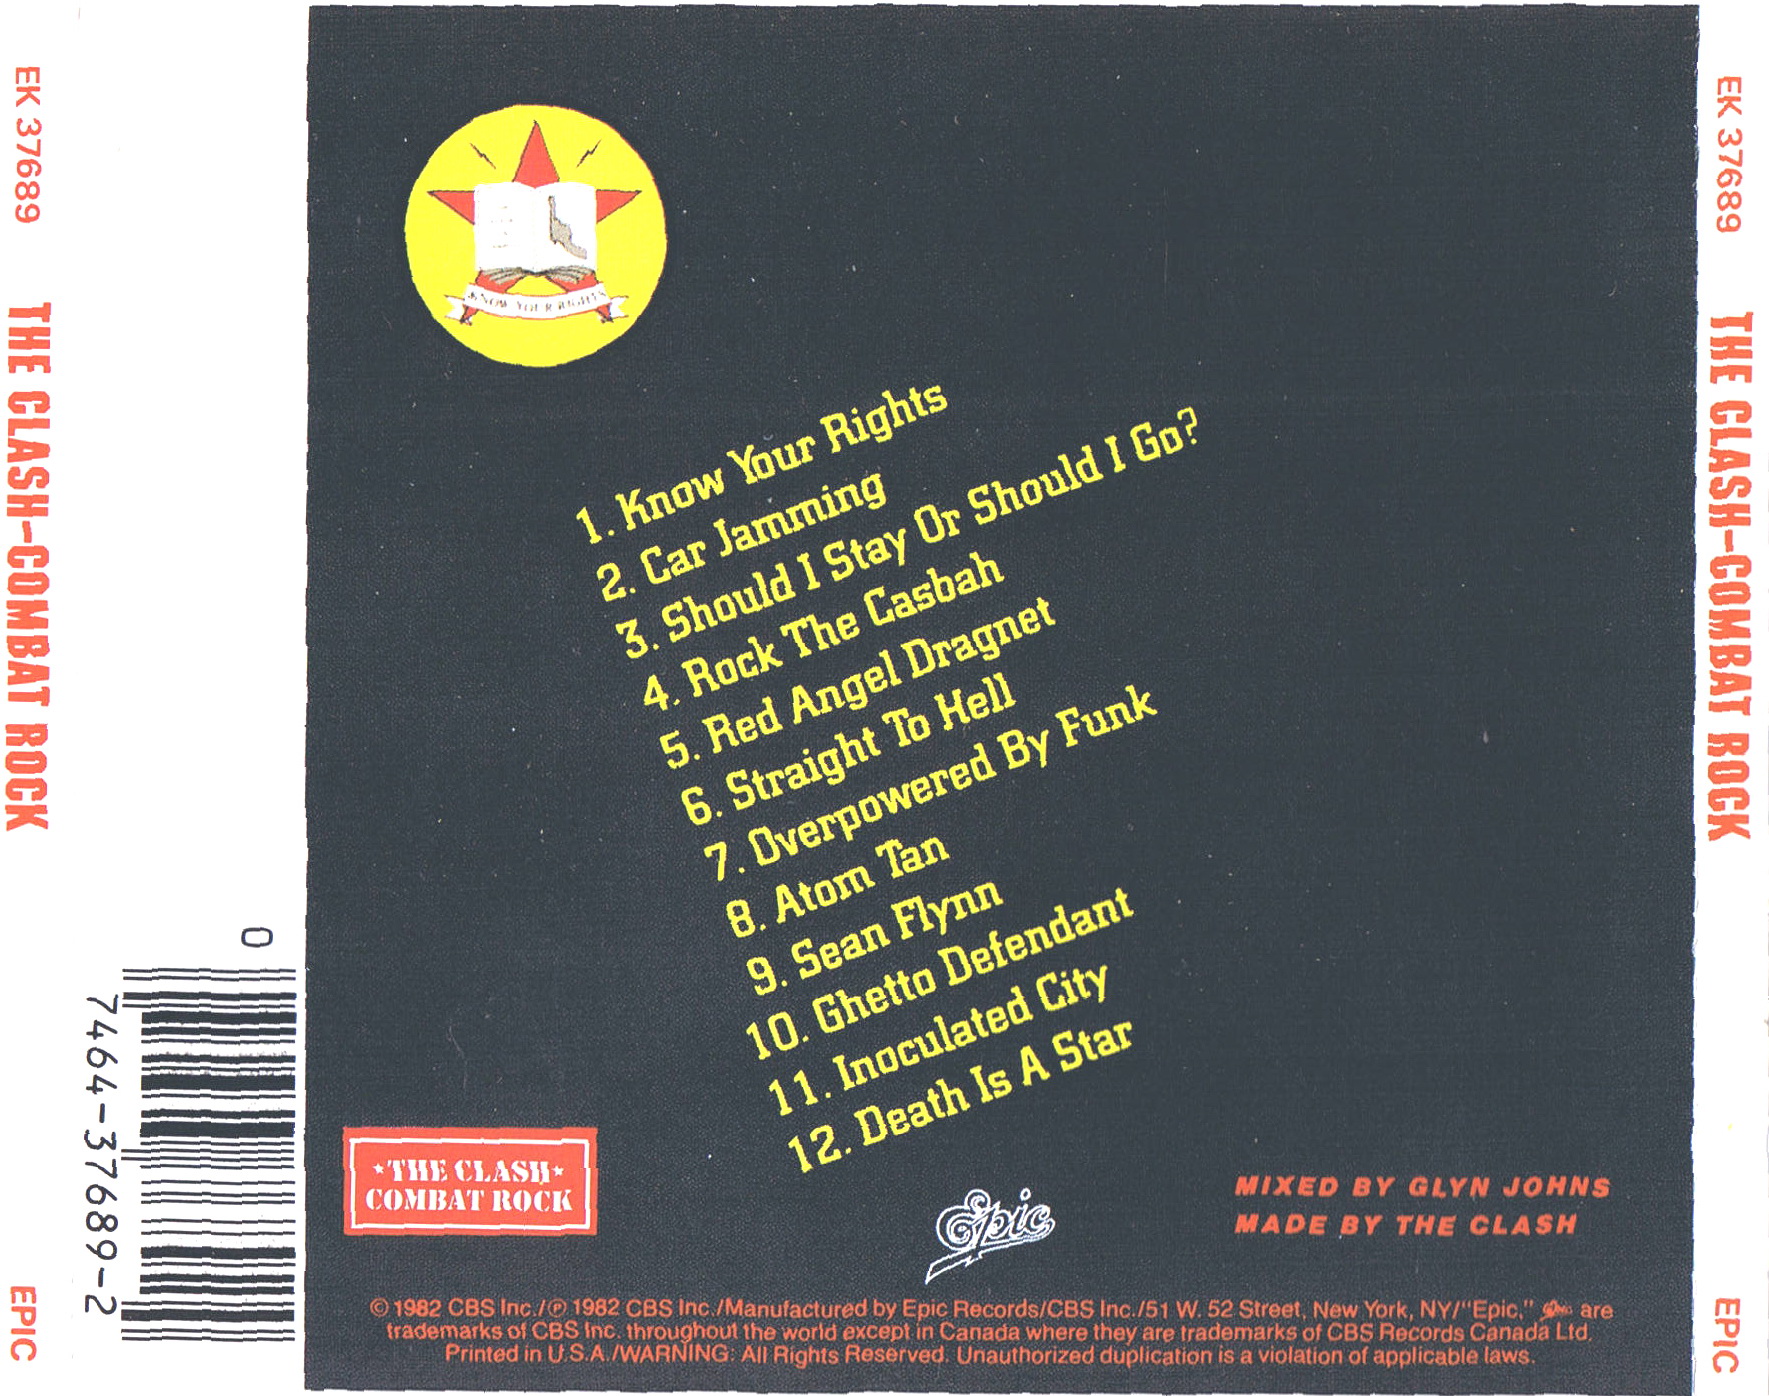 EK 37689 THE CLASH-COMBAT ROCK EPIC
KNOW YOUR RIGHTS
1. Know Your Rights
2. Car Jamming
3. Should I Stay Or Should I Go?
4. Rock The Casbah
5. Red Angel Dragnet
6. Straight To Hell
7. Overpowered By Funk
8. Atom Tan
9. Sean Flynn
10. Ghetto Defendant
11. Inoculated City
12. Death Is A Star
0
7464-37689-2
THE CLASH
COMBAT ROCK
Epic
MIXED BY GLYN JOHNS
MADE BY THE CLASH
© 1982 CBS Inc./℗ 1982 CBS Inc./Manufactured by Epic Records/CBS Inc./51 W. 52 Street, New York, NY/"Epic," Epic are
trademarks of CBS Inc. throughout the world except in Canada where they are trademarks of CBS Records Canada Ltd.
Printed in U.S.A./WARNING: All Rights Reserved. Unauthorized duplication is a violation of applicable laws.
EK 37689 THE CLASH-COMBAT ROCK EPIC